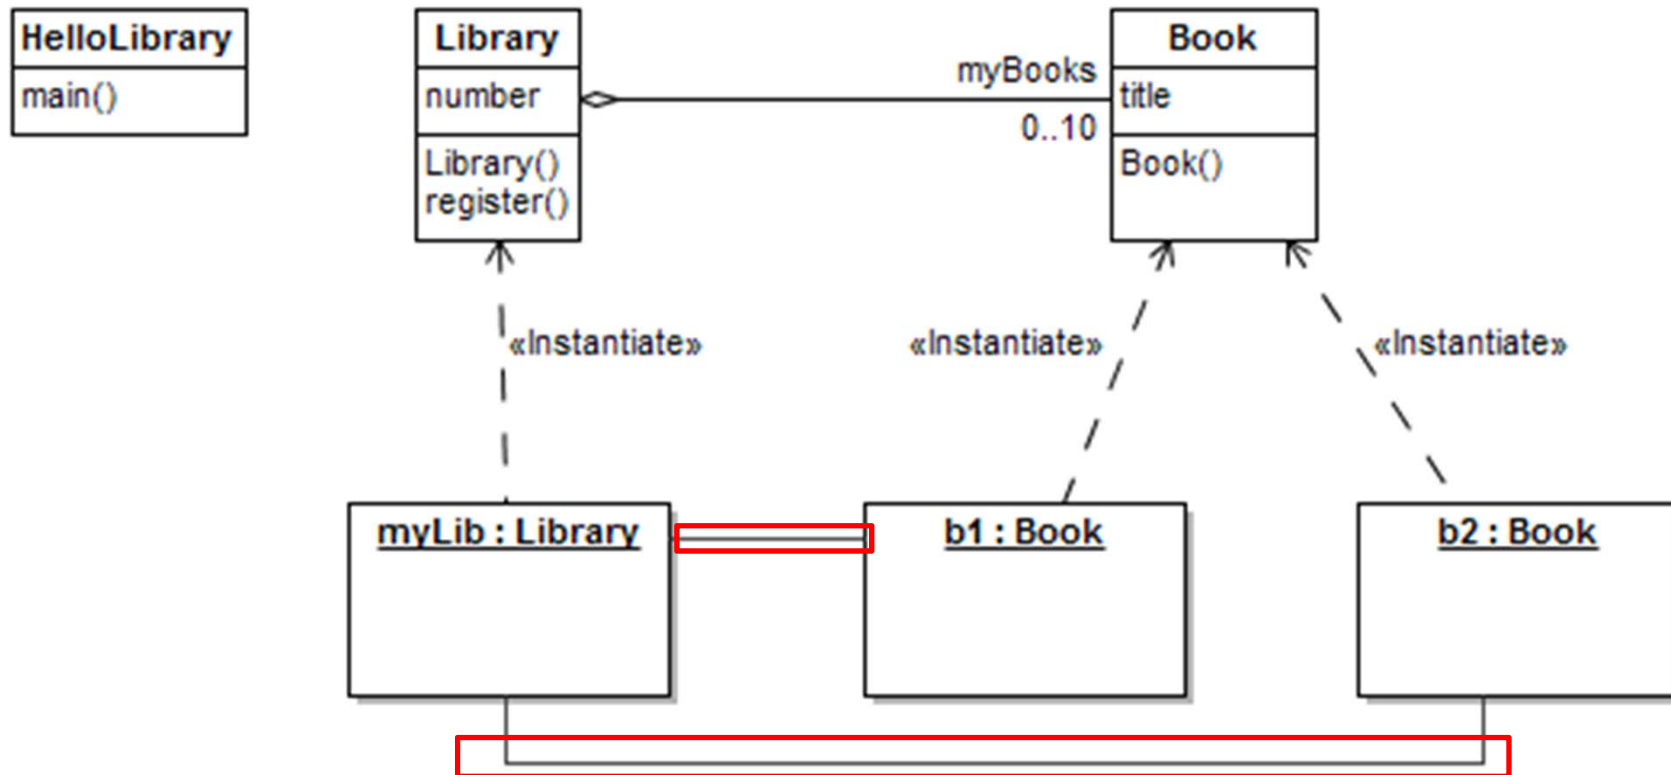 HelloLibrary
main()
Library
number
Library()
register()
myBooks
0..10
Book
title
Book()
«Instantiate»
«Instantiate»
«Instantiate»
myLib : Library
b1 : Book
b2 : Book